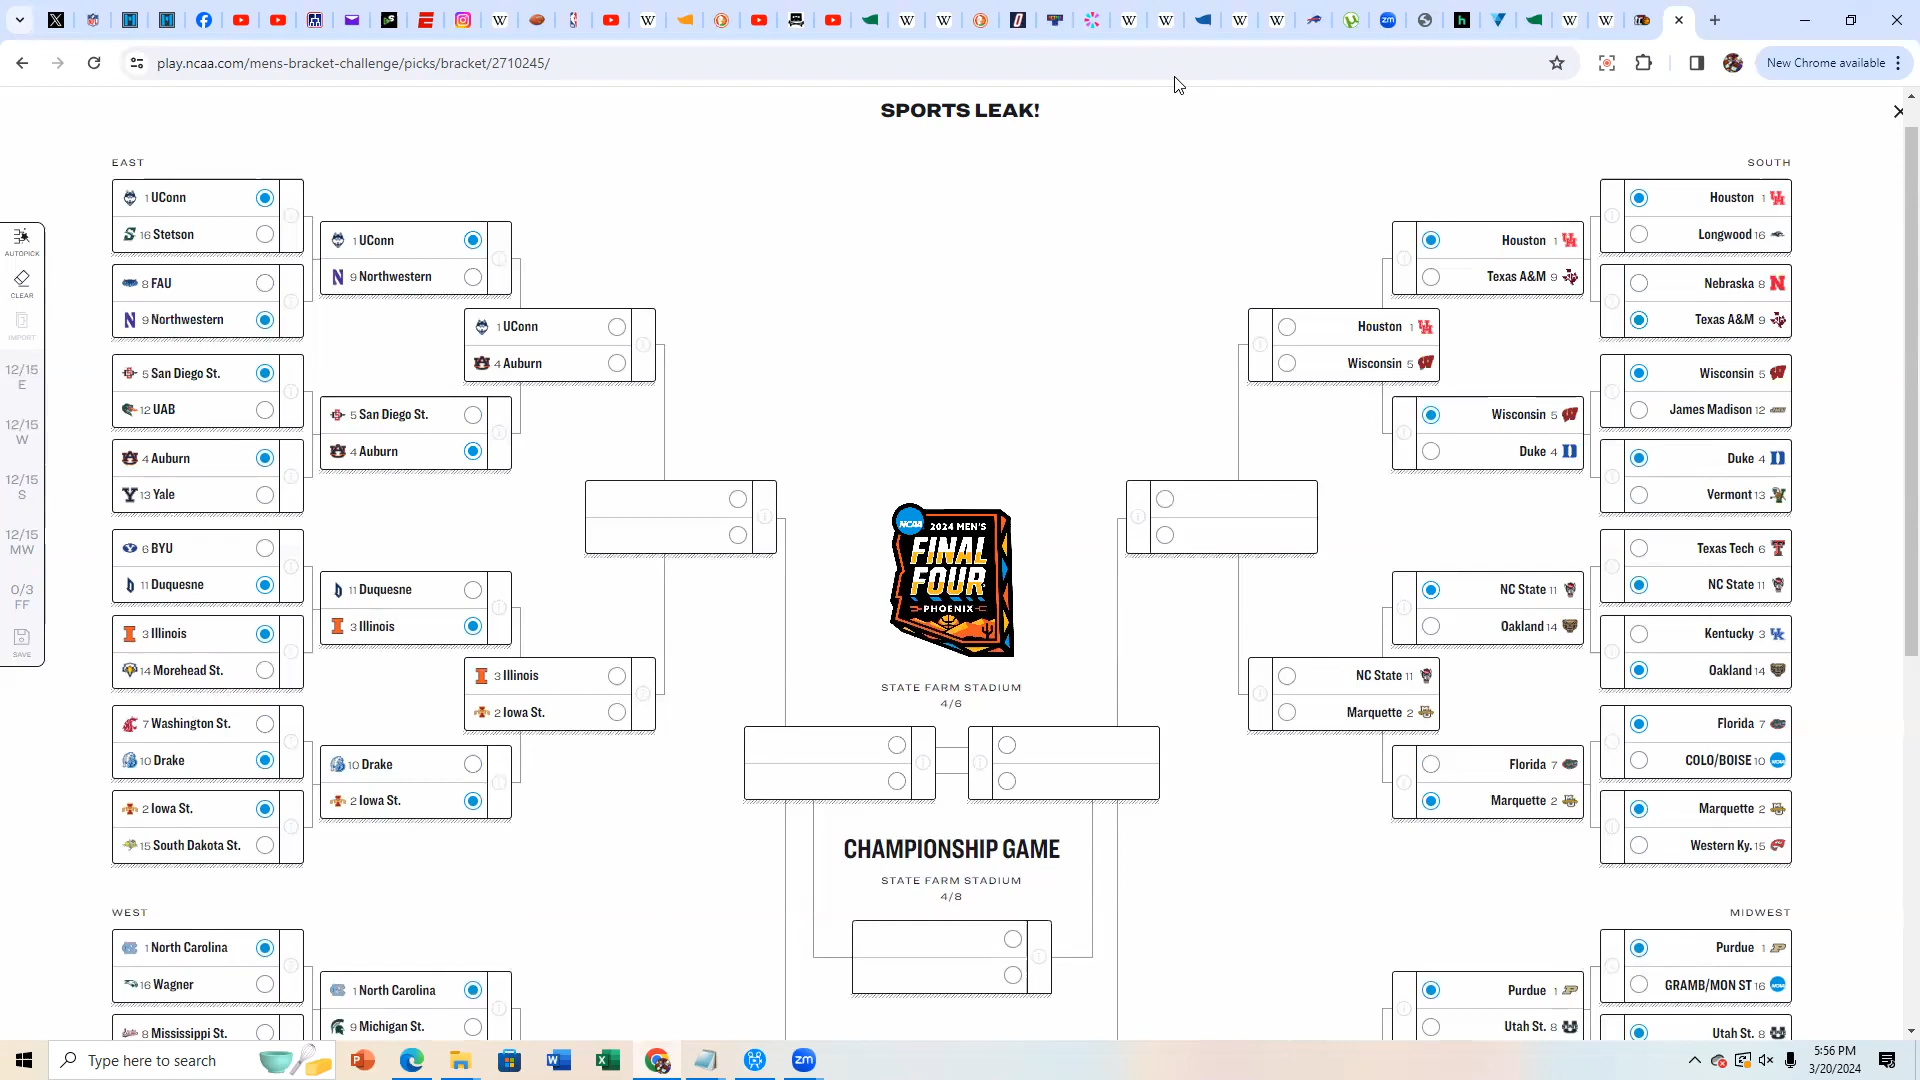 play.ncaa.com/mens-bracket-challenge/picks/bracket/2710245/
New Chrome available
SPORTS LEAK!
EAST
1 UConn
16 Stetson
8 FAU
9 Northwestern
5 San Diego St.
12 UAB
4 Auburn
13 Yale
6 BYU
11 Duquesne
3 Illinois
14 Morehead St.
7 Washington St.
10 Drake
2 Iowa St.
15 South Dakota St.
1 UConn
9 Northwestern
5 San Diego St.
4 Auburn
11 Duquesne
3 Illinois
10 Drake
2 Iowa St.
1 UConn
4 Auburn
3 Illinois
2 Iowa St.
AUTOPICK
CLEAR
IMPORT
12/15
E
12/15
W
12/15
S
12/15
MW
0/3
FF
SAVE
WEST
1 North Carolina
16 Wagner
8 Mississippi St.
1 North Carolina
9 Michigan St.
NCAA
2024 MEN'S
FINAL
FOUR
PHOENIX
STATE FARM STADIUM
4/6
CHAMPIONSHIP GAME
STATE FARM STADIUM
4/8
SOUTH
Houston 1
Longwood 16
Nebraska 8
Texas A&M 9
Wisconsin 5
James Madison 12
Duke 4
Vermont 13
Texas Tech 6
NC State 11
Kentucky 3
Oakland 14
Florida 7
COLO/BOISE 10
Marquette 2
Western Ky. 15
Houston 1
Texas A&M 9
Wisconsin 5
Duke 4
NC State 11
Oakland 14
Florida 7
Marquette 2
Houston 1
Wisconsin 5
NC State 11
Marquette 2
MIDWEST
Purdue 1
GRAMB/MON ST 16
Utah St. 8
Purdue 1
Utah St. 8
Type here to search
5:56 PM
3/20/2024